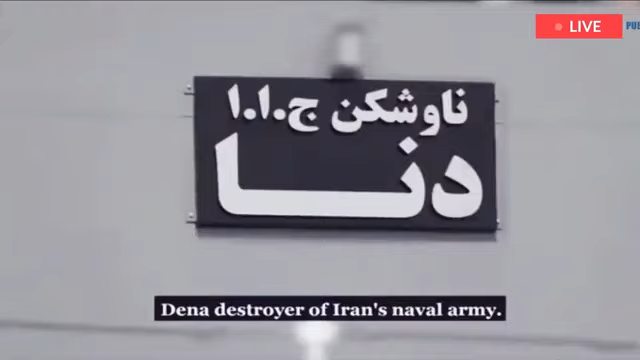 LIVE
ناوشکن ج.ا.ا
دنا
Dena destroyer of Iran's naval army.